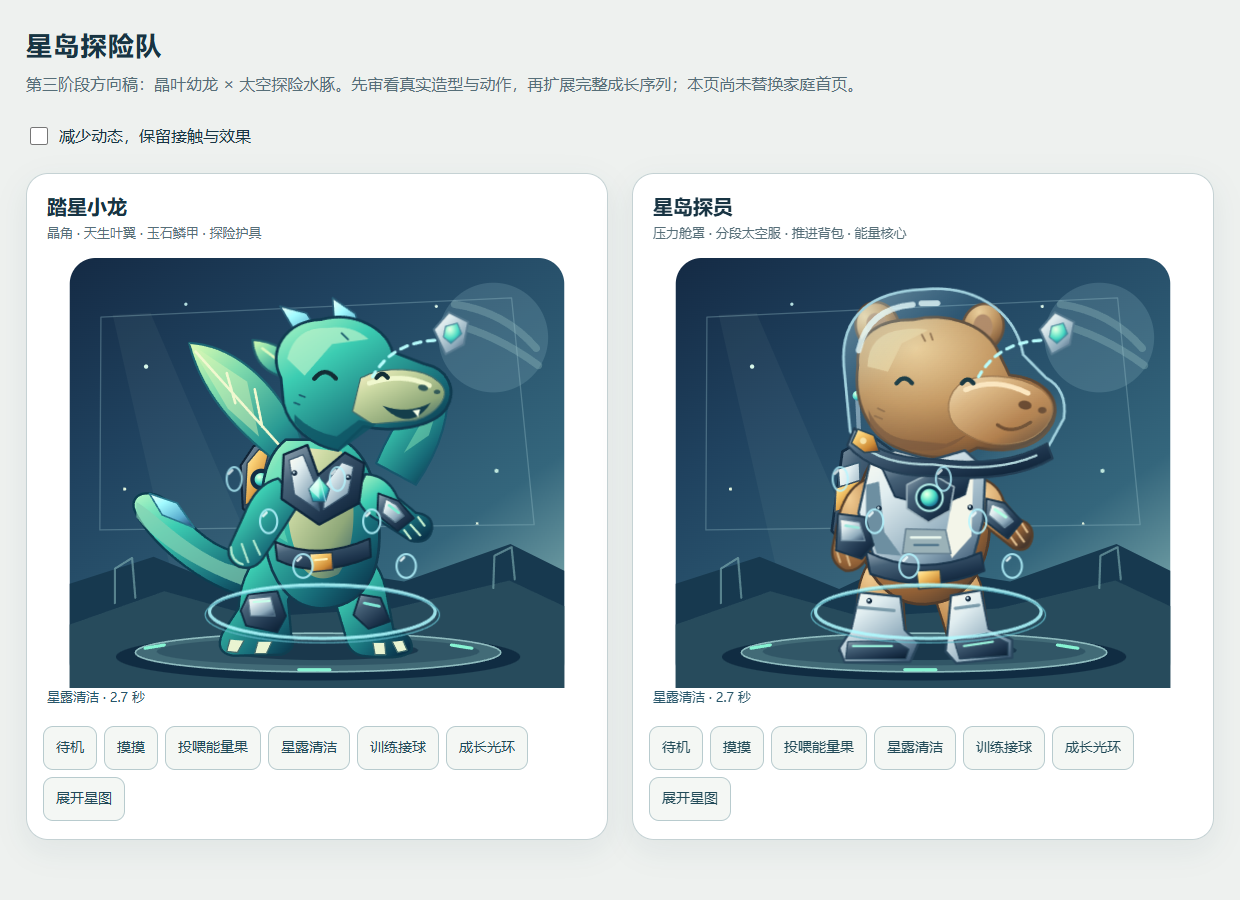 星岛探险队
第三阶段方向稿：晶叶幼龙 × 太空探险水豚。先审看真实造型与动作，再扩展完整成长序列；本页尚未替换家庭首页。
减少动态，保留接触与效果
踏星小龙
晶角 · 天生叶翼 · 玉石鳞甲 · 探险护具
星露清洁 · 2.7 秒
待机
摸摸
投喂能量果
星露清洁
训练接球
成长光环
展开星图
星岛探员
压力舱罩 · 分段太空服 · 推进背包 · 能量核心
星露清洁 · 2.7 秒
待机
摸摸
投喂能量果
星露清洁
训练接球
成长光环
展开星图